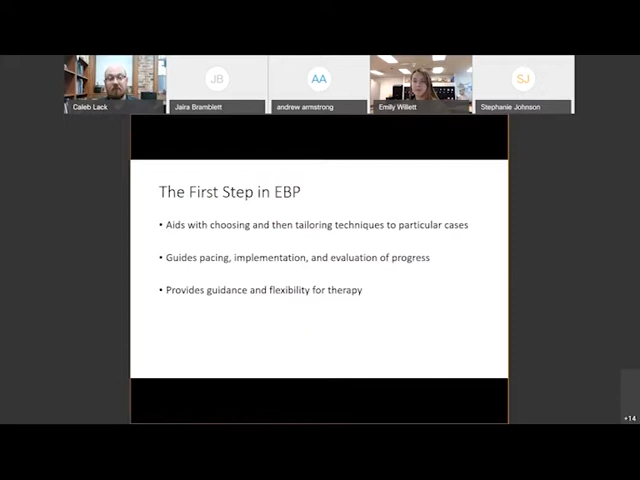 JB
AA
SJ
Caleb Lack
Jaira Bramblett
andrew armstrong
Emily Willett
Stephanie Johnson
The First Step in EBP
• Aids with choosing and then tailoring techniques to particular cases
• Guides pacing, implementation, and evaluation of progress
• Provides guidance and flexibility for therapy
+14